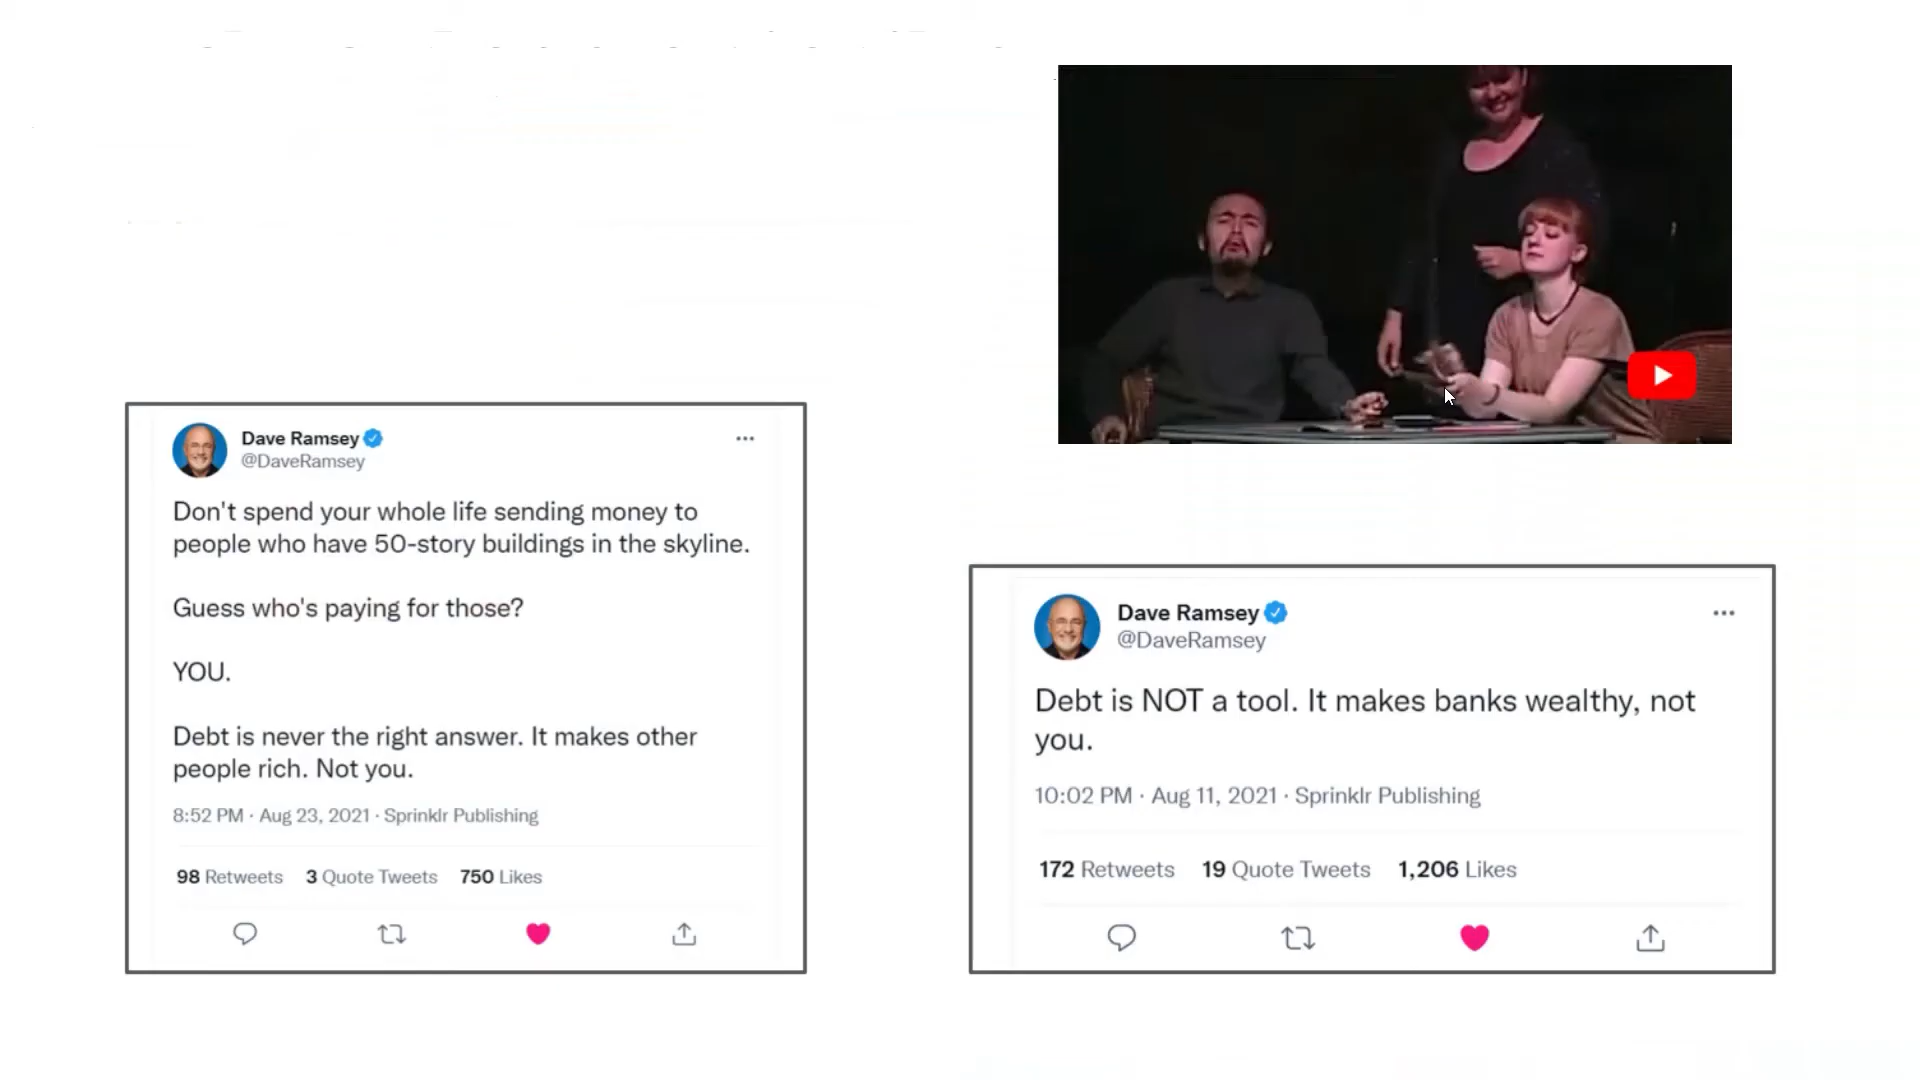 Dave Ramsey
@DaveRamsey
Don't spend your whole life sending money to
people who have 50-story buildings in the skyline.
Guess who's paying for those?
YOU.
Debt is never the right answer. It makes other
people rich. Not you.
8:52 PM · Aug 23, 2021 · Sprinklr Publishing
98 Retweets 3 Quote Tweets 750 Likes
Dave Ramsey
@DaveRamsey
Debt is NOT a tool. It makes banks wealthy, not
you.
10:02 PM · Aug 11, 2021 · Sprinklr Publishing
172 Retweets 19 Quote Tweets 1,206 Likes